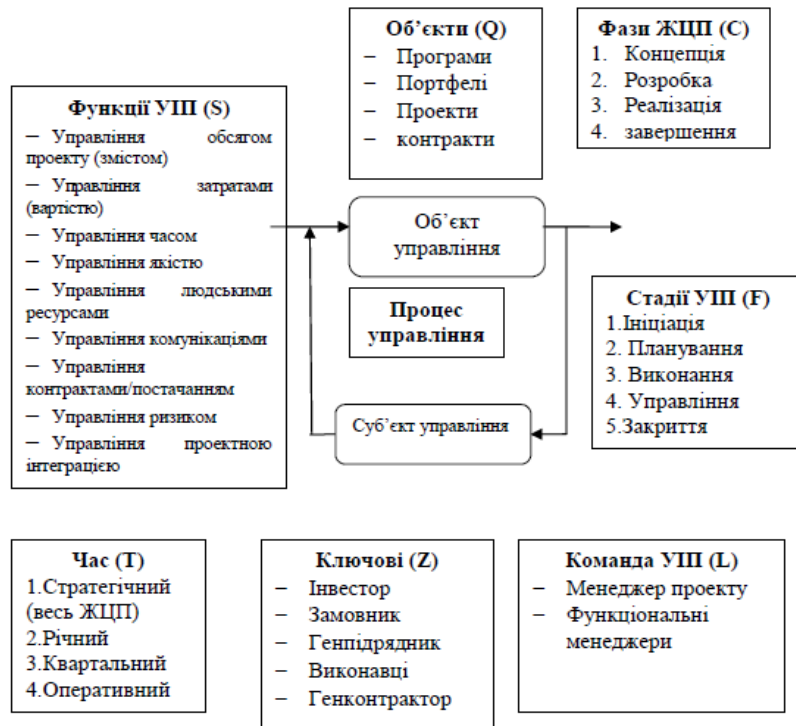 Об’єкти (Q)
– Програми
– Портфелі
– Проекти
– контракти
Фази ЖЦП (C)
1. Концепція
2. Розробка
3. Реалізація
4. завершення
Функції УІП (S)
– Управління обсягом
проекту (змістом)
– Управління затратами
(вартістю)
– Управління часом
– Управління якістю
– Управління людськими
ресурсами
– Управління комунікаціями
– Управління
контрактами/постачанням
– Управління ризиком
– Управління проектною
інтеграцією
Об’єкт
управління
Процес
управління
Суб’єкт управління
Стадії УІП (F)
1.Ініціація
2. Планування
3. Виконання
4. Управління
5.Закриття
Час (T)
1.Стратегічний
(весь ЖЦП)
2.Річний
3.Квартальний
4.Оперативний
Ключові (Z)
– Інвестор
– Замовник
– Генпідрядник
– Виконавці
– Генконтрактор
Команда УІП (L)
– Менеджер проекту
– Функціональні
менеджери